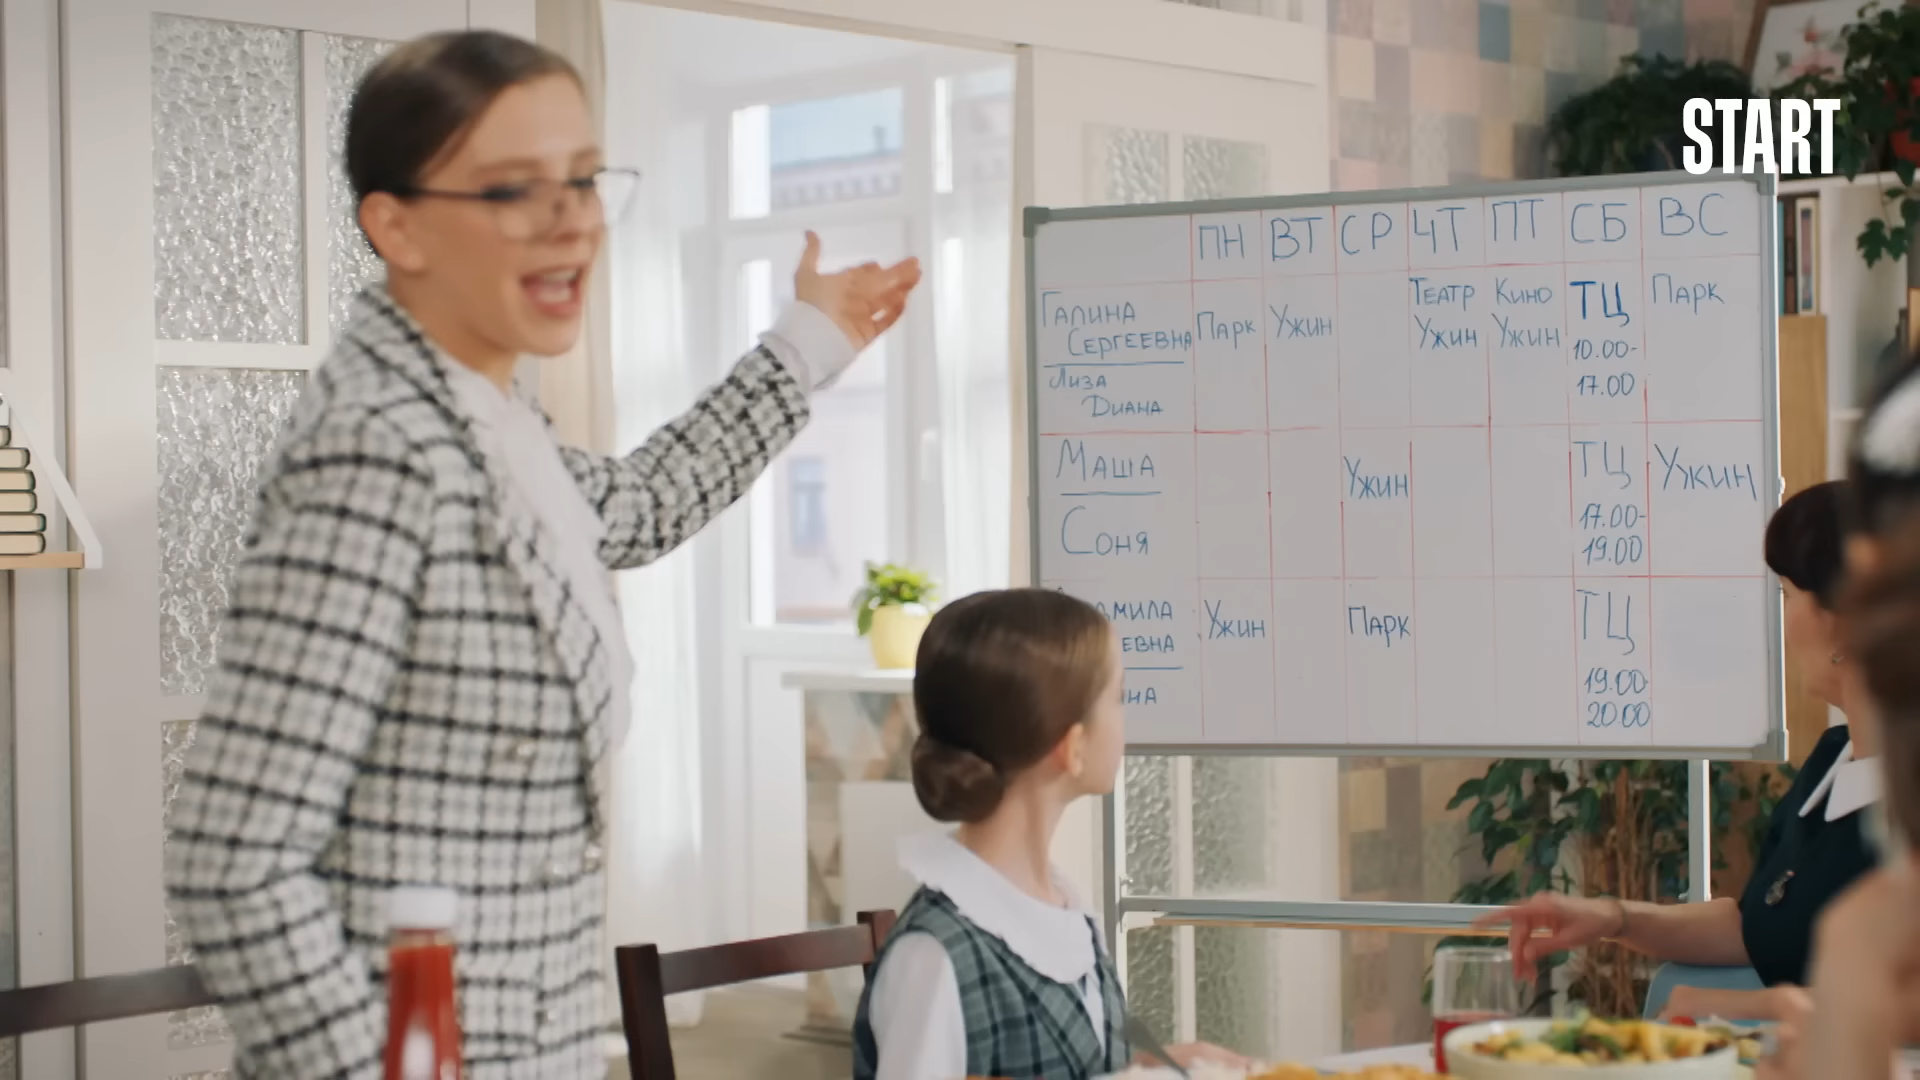 START
ПН ВТ СР ЧТ ПТ СБ ВС
ГАЛИНА
СЕРГЕЕВНА
ЛИЗА
ДИАНА
ПАРК
УЖИН
ТЕАТР
УЖИН
КИНО
УЖИН
ТЦ
10.00-
17.00
ПАРК
МАША
СОНЯ
УЖИН
ТЦ
17.00-
19.00
УЖИН
УЖИН
ПАРК
ТЦ
19.00
20.00